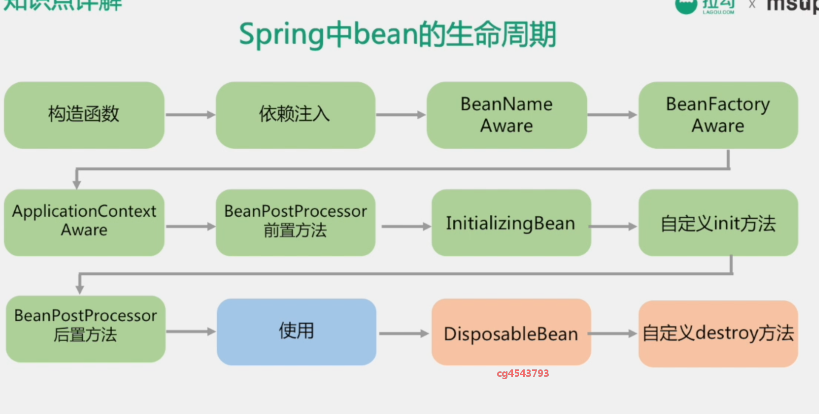 知识点详解
拉勾
LAGOU.COM
x
msup
Spring中bean的生命周期
构造函数
依赖注入
BeanName
Aware
BeanFactory
Aware
ApplicationContext
Aware
BeanPostProcessor
前置方法
InitializingBean
自定义init方法
BeanPostProcessor
后置方法
使用
DisposableBean
自定义destroy方法
cg4543793